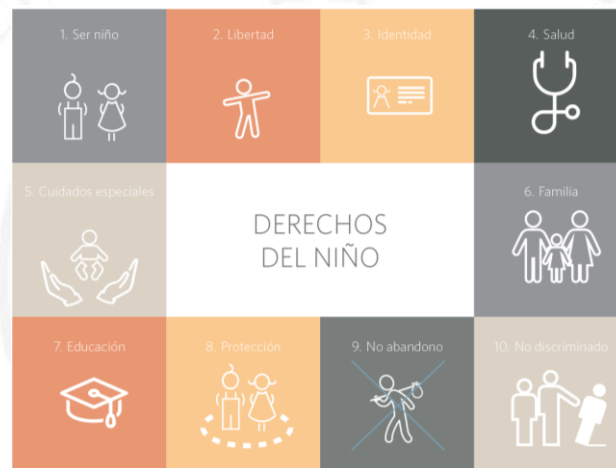 1. Ser niño
2. Libertad
3. Identidad
4. Salud
5. Cuidados especiales
DERECHOS
DEL NIÑO
6. Familia
7. Educación
8. Protección
9. No abandono
10. No discriminado